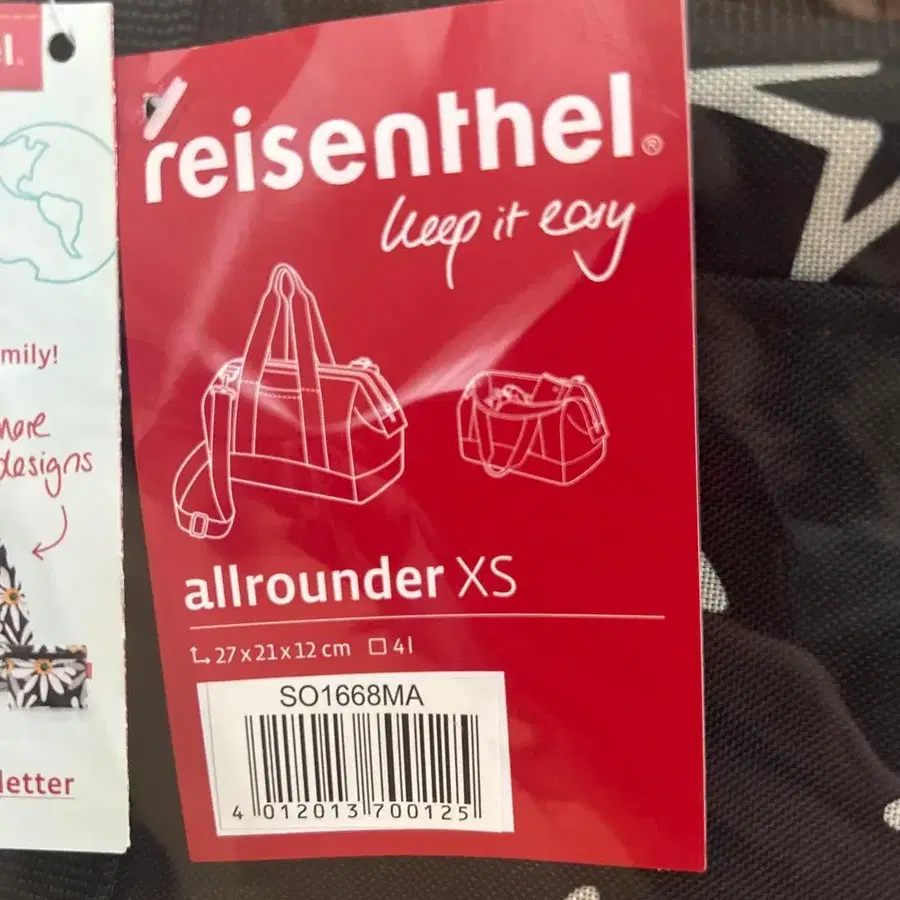 l.
mily!
more
designs
letter
reisenthel®
keep it easy
allrounder XS
27 x 21 x 12 cm 4 l
SO1668MA
4 012013 700125